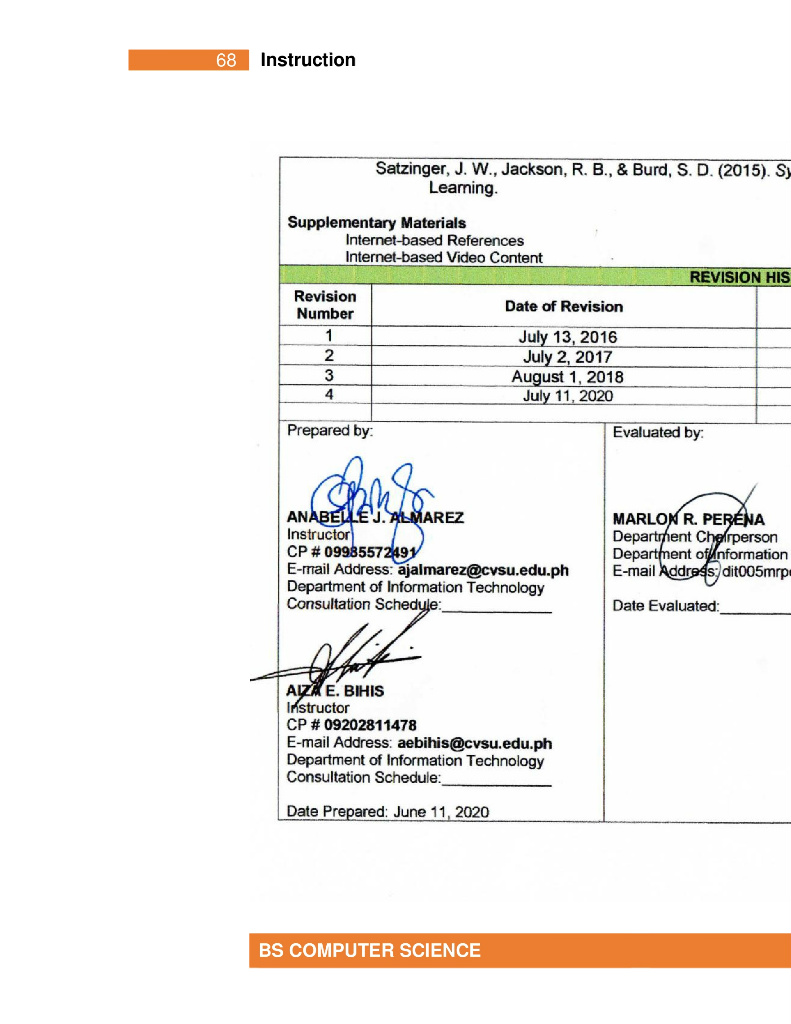 68 Instruction
Satzinger, J. W., Jackson, R. B., & Burd, S. D. (2015). Sy
Learning.
Supplementary Materials
Internet-based References
Internet-based Video Content
REVISION HIS
Revision Number
Date of Revision
1 July 13, 2016
2 July 2, 2017
3 August 1, 2018
4 July 11, 2020
Prepared by:
ANABELLE J. ALMAREZ
Instructor
CP # 09985572491
E-mail Address: ajalmarez@cvsu.edu.ph
Department of Information Technology
Consultation Schedule:
AIZA E. BIHIS
Instructor
CP # 09202811478
E-mail Address: aebihis@cvsu.edu.ph
Department of Information Technology
Consultation Schedule:
Date Prepared: June 11, 2020
Evaluated by:
MARLON R. PEREÑA
Department Chairperson
Department of Information
E-mail Address: dit005mrp
Date Evaluated:
BS COMPUTER SCIENCE